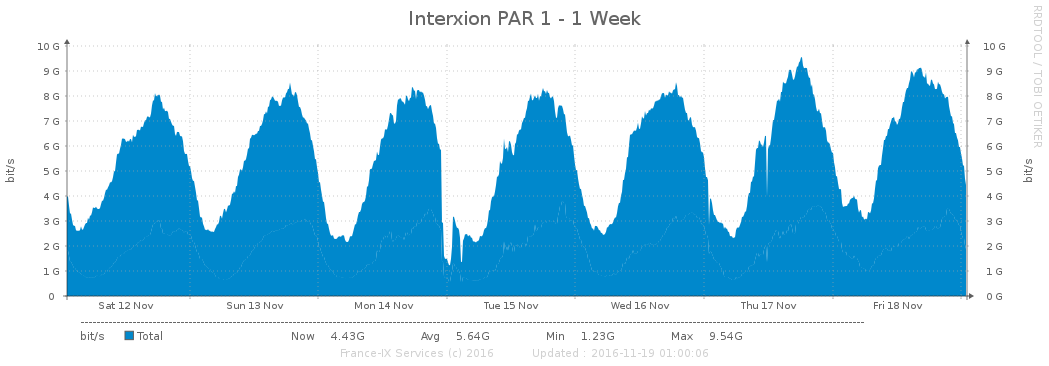 Interxion PAR 1 - 1 Week
RRDTOOL / TOBI OETIKER
10 G 10 G
9 G 9 G
8 G 8 G
7 G 7 G
6 G 6 G
5 G 5 G
4 G 4 G
3 G 3 G
2 G 2 G
1 G 1 G
0 0 G
bit/s
bit/s
Sat 12 Nov Sun 13 Nov Mon 14 Nov Tue 15 Nov Wed 16 Nov Thu 17 Nov Fri 18 Nov
bit/s Total Now 4.43G Avg 5.64G Min 1.23G Max 9.54G
France-IX Services (c) 2016 Updated : 2016-11-19 01:00:06